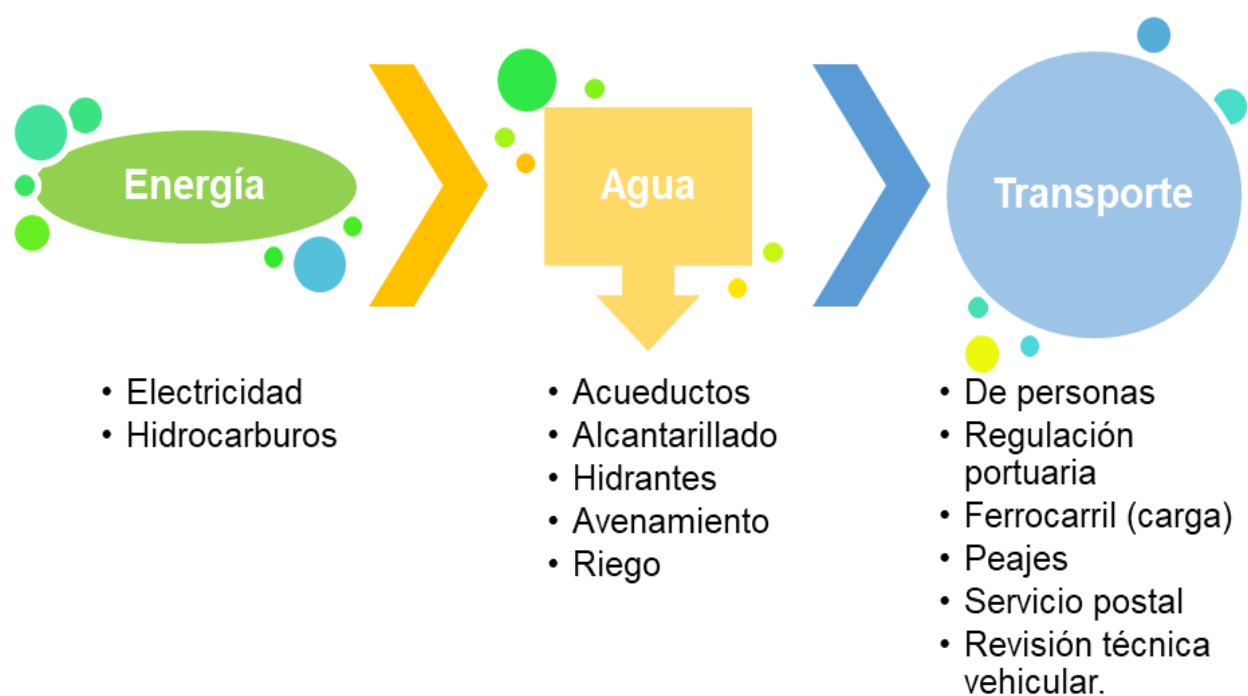 Energía
• Electricidad
• Hidrocarburos
Agua
• Acueductos
• Alcantarillado
• Hidrantes
• Avenamiento
• Riego
Transporte
• De personas
• Regulación
portuaria
• Ferrocarril (carga)
• Peajes
• Servicio postal
• Revisión técnica
vehicular.